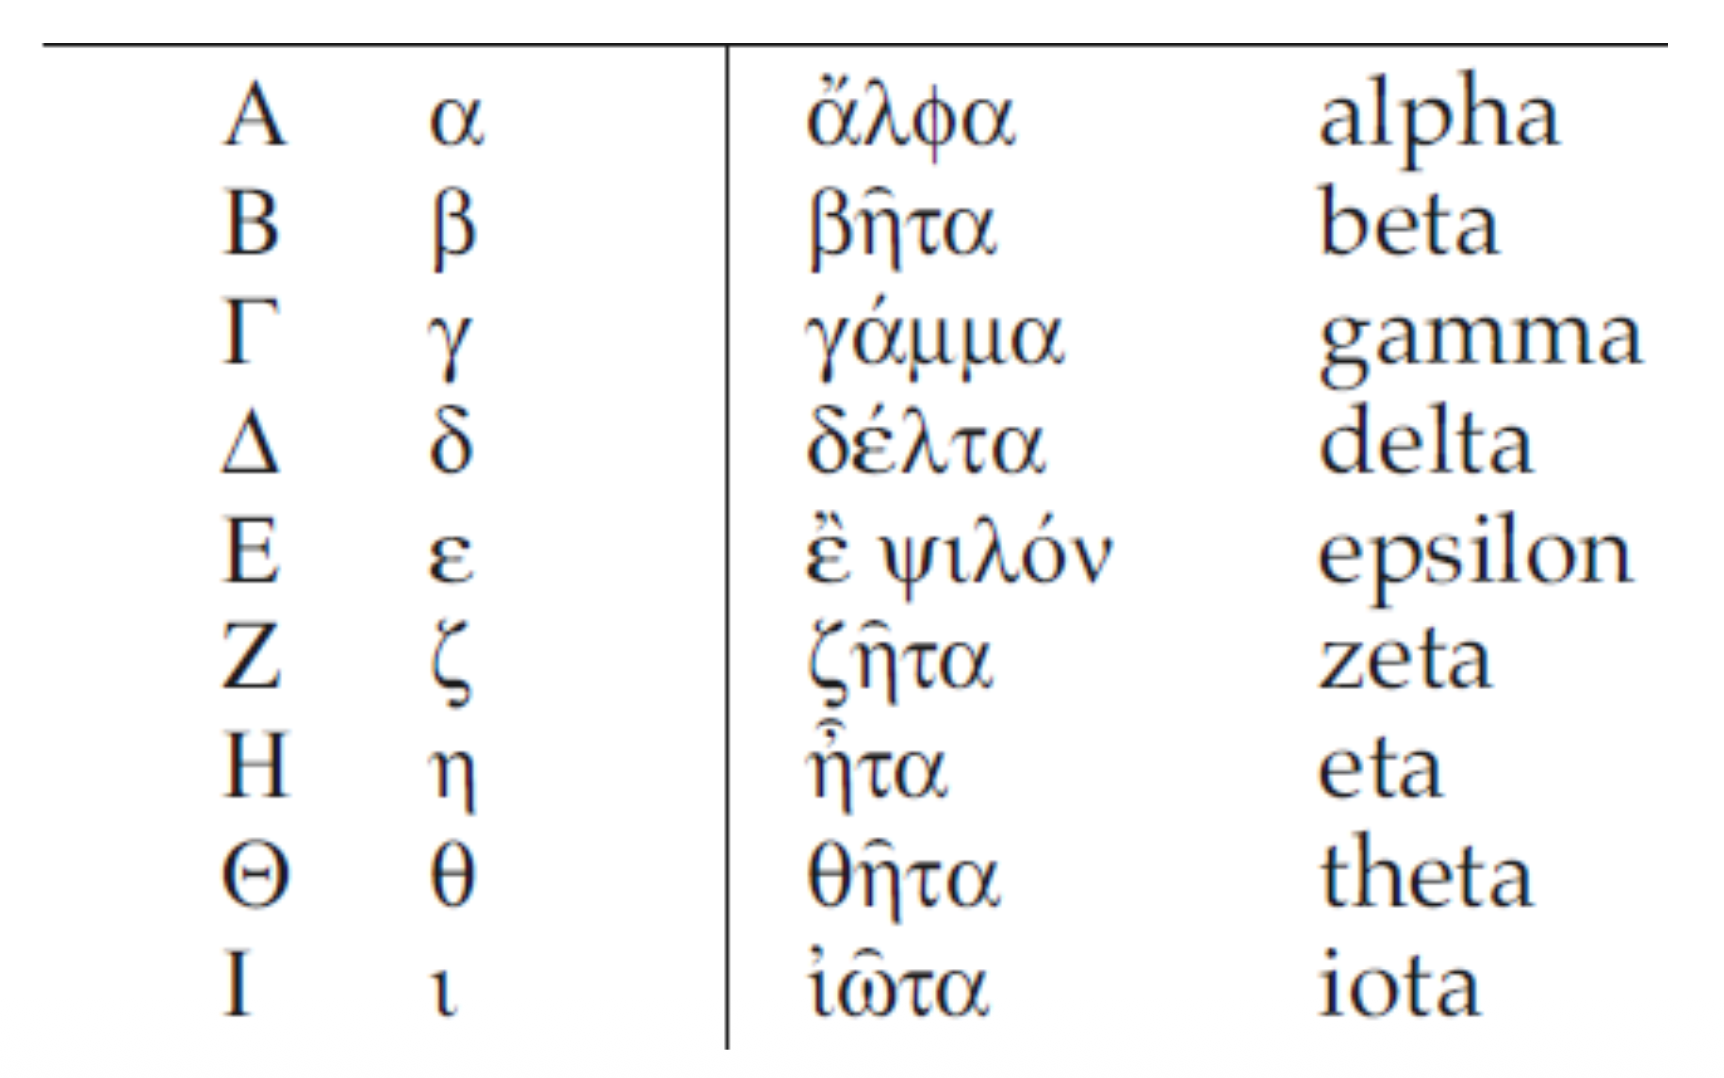 Α α ἄλφα alpha
Β β βῆτα beta
Γ γ γάμμα gamma
Δ δ δέλτα delta
Ε ε ἒ ψιλόν epsilon
Ζ ζ ζῆτα zeta
Η η ἦτα eta
Θ θ θῆτα theta
Ι ι ἰῶτα iota